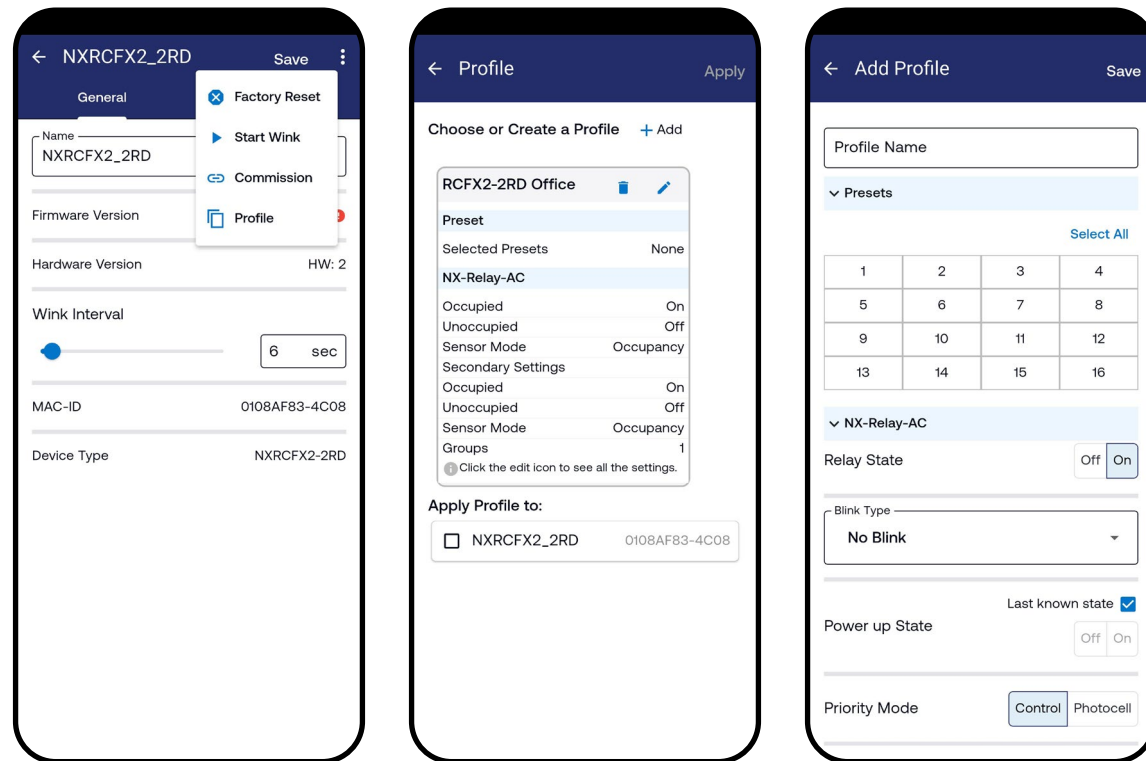 NXRCFX2_2RD
Save
General
Factory Reset
Start Wink
Commission
Profile
Name
NXRCFX2_2RD
Firmware Version
Hardware Version HW: 2
Wink Interval
6 sec
MAC-ID 0108AF83-4C08
Device Type NXRCFX2-2RD
Profile Apply
Choose or Create a Profile + Add
RCFX2-2RD Office
Preset
Selected Presets None
NX-Relay-AC
Occupied On
Unoccupied Off
Sensor Mode Occupancy
Secondary Settings
Occupied On
Unoccupied Off
Sensor Mode Occupancy
Groups 1
Click the edit icon to see all the settings.
Apply Profile to:
NXRCFX2_2RD 0108AF83-4C08
Add Profile Save
Profile Name
Presets
Select All
1 2 3 4
5 6 7 8
9 10 11 12
13 14 15 16
NX-Relay-AC
Relay State Off On
Blink Type
No Blink
Last known state
Power up State Off On
Priority Mode Control Photocell